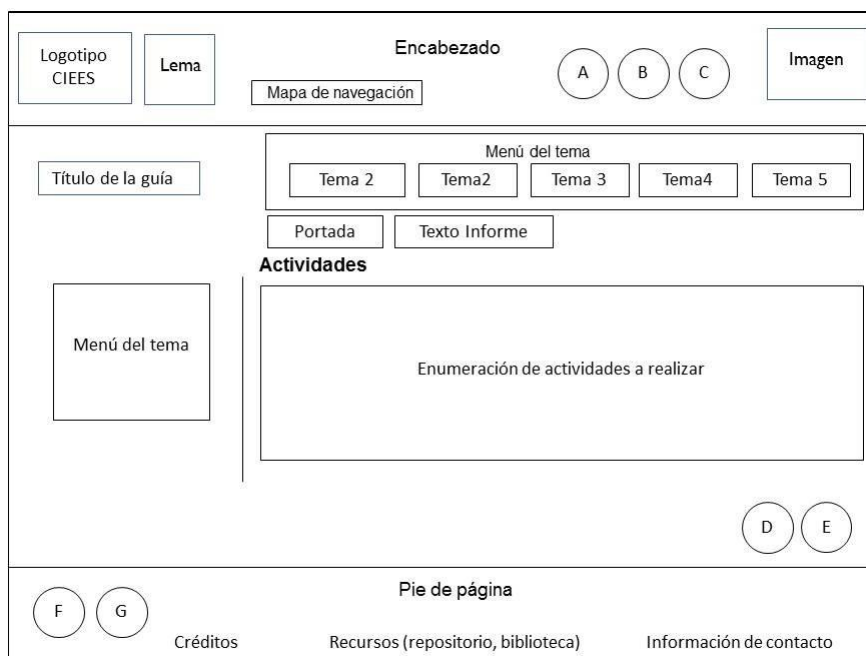 Logotipo
CIEES
Lema
Encabezado
Mapa de navegación
A
B
C
Imagen
Título de la guía
Menú del tema
Tema 2
Tema2
Tema 3
Tema4
Tema 5
Portada
Texto Informe
Actividades
Menú del tema
Enumeración de actividades a realizar
D
E
Pie de página
F
G
Créditos
Recursos (repositorio, biblioteca)
Información de contacto